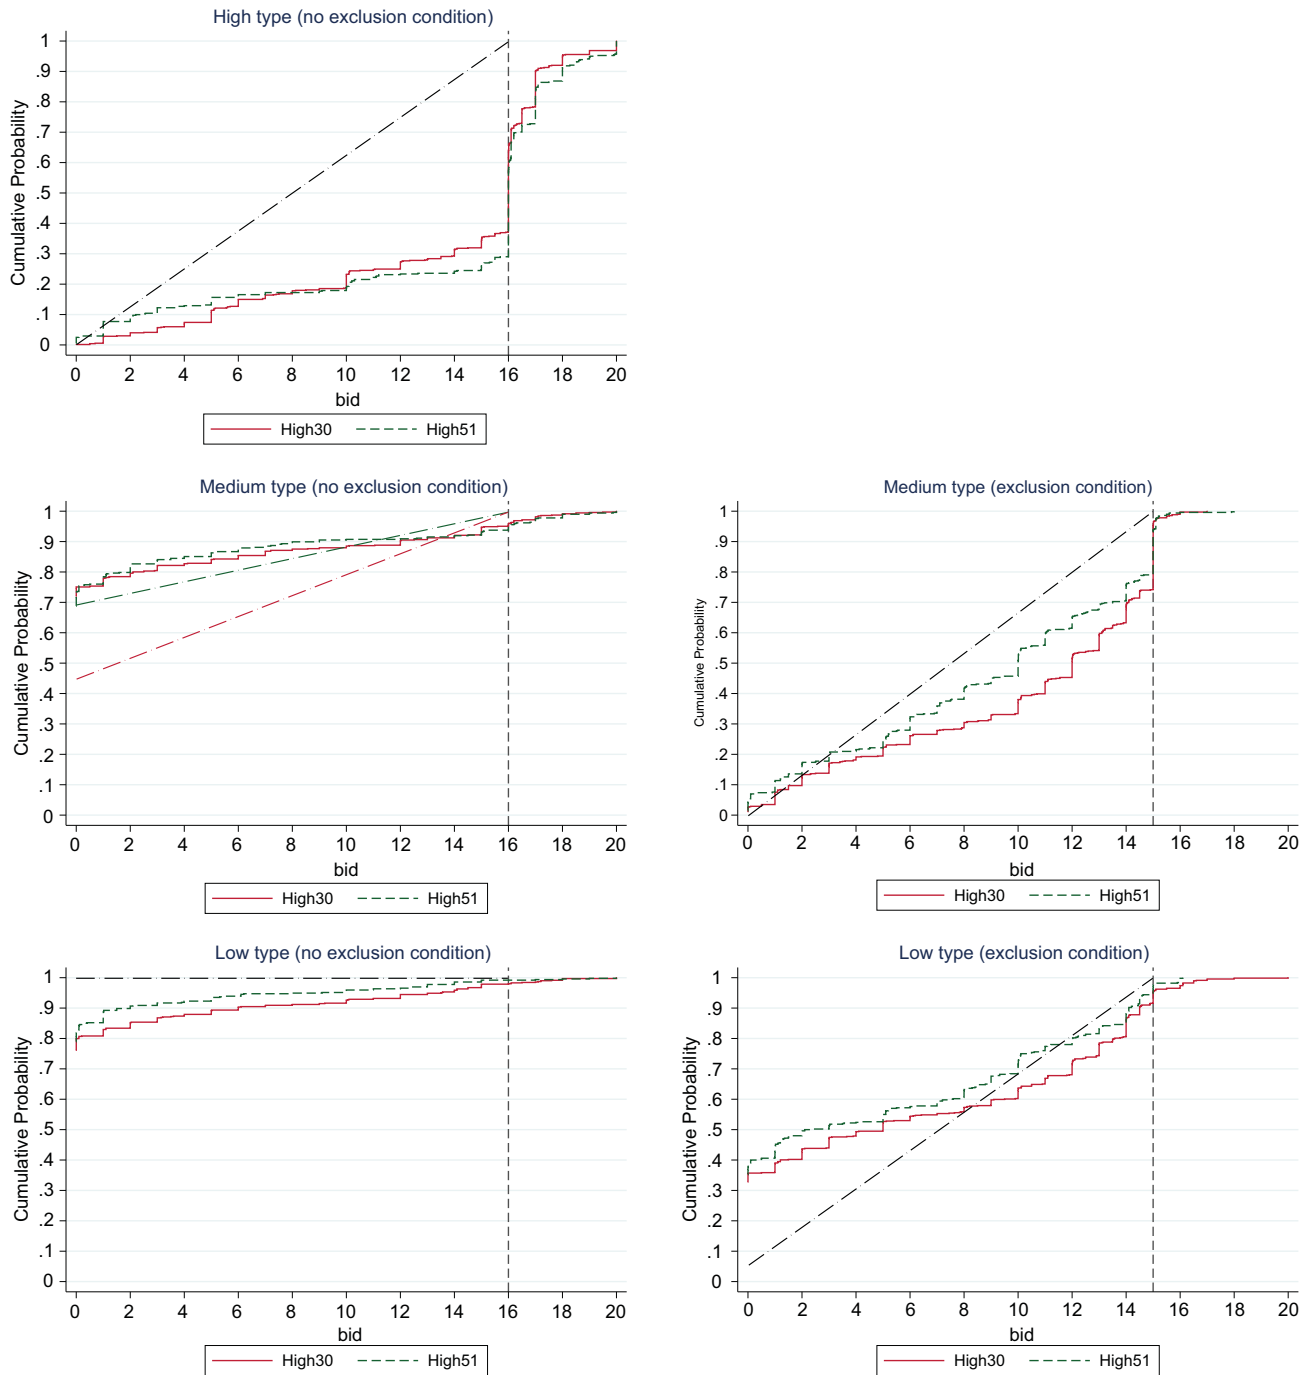 High type (no exclusion condition)
1
.9
.8
.7
.6
.5
.4
.3
.2
.1
0
Cumulative Probability
0 2 4 6 8 10 12 14 16 18 20
bid
High30 High51
Medium type (no exclusion condition)
1
.9
.8
.7
.6
.5
.4
.3
.2
.1
0
Cumulative Probability
0 2 4 6 8 10 12 14 16 18 20
bid
High30 High51
Medium type (exclusion condition)
1
.9
.8
.7
.6
.5
.4
.3
.2
.1
0
Cumulative Probability
0 2 4 6 8 10 12 14 16 18 20
bid
High30 High51
Low type (no exclusion condition)
1
.9
.8
.7
.6
.5
.4
.3
.2
.1
0
Cumulative Probability
0 2 4 6 8 10 12 14 16 18 20
bid
High30 High51
Low type (exclusion condition)
1
.9
.8
.7
.6
.5
.4
.3
.2
.1
0
Cumulative Probability
0 2 4 6 8 10 12 14 16 18 20
bid
High30 High51